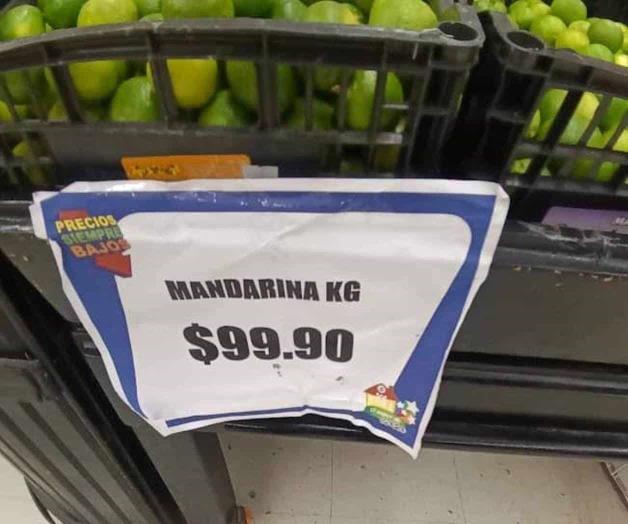 PRECIOS
SIEMPRE
BAJOS
MANDARINA KG
$99.90